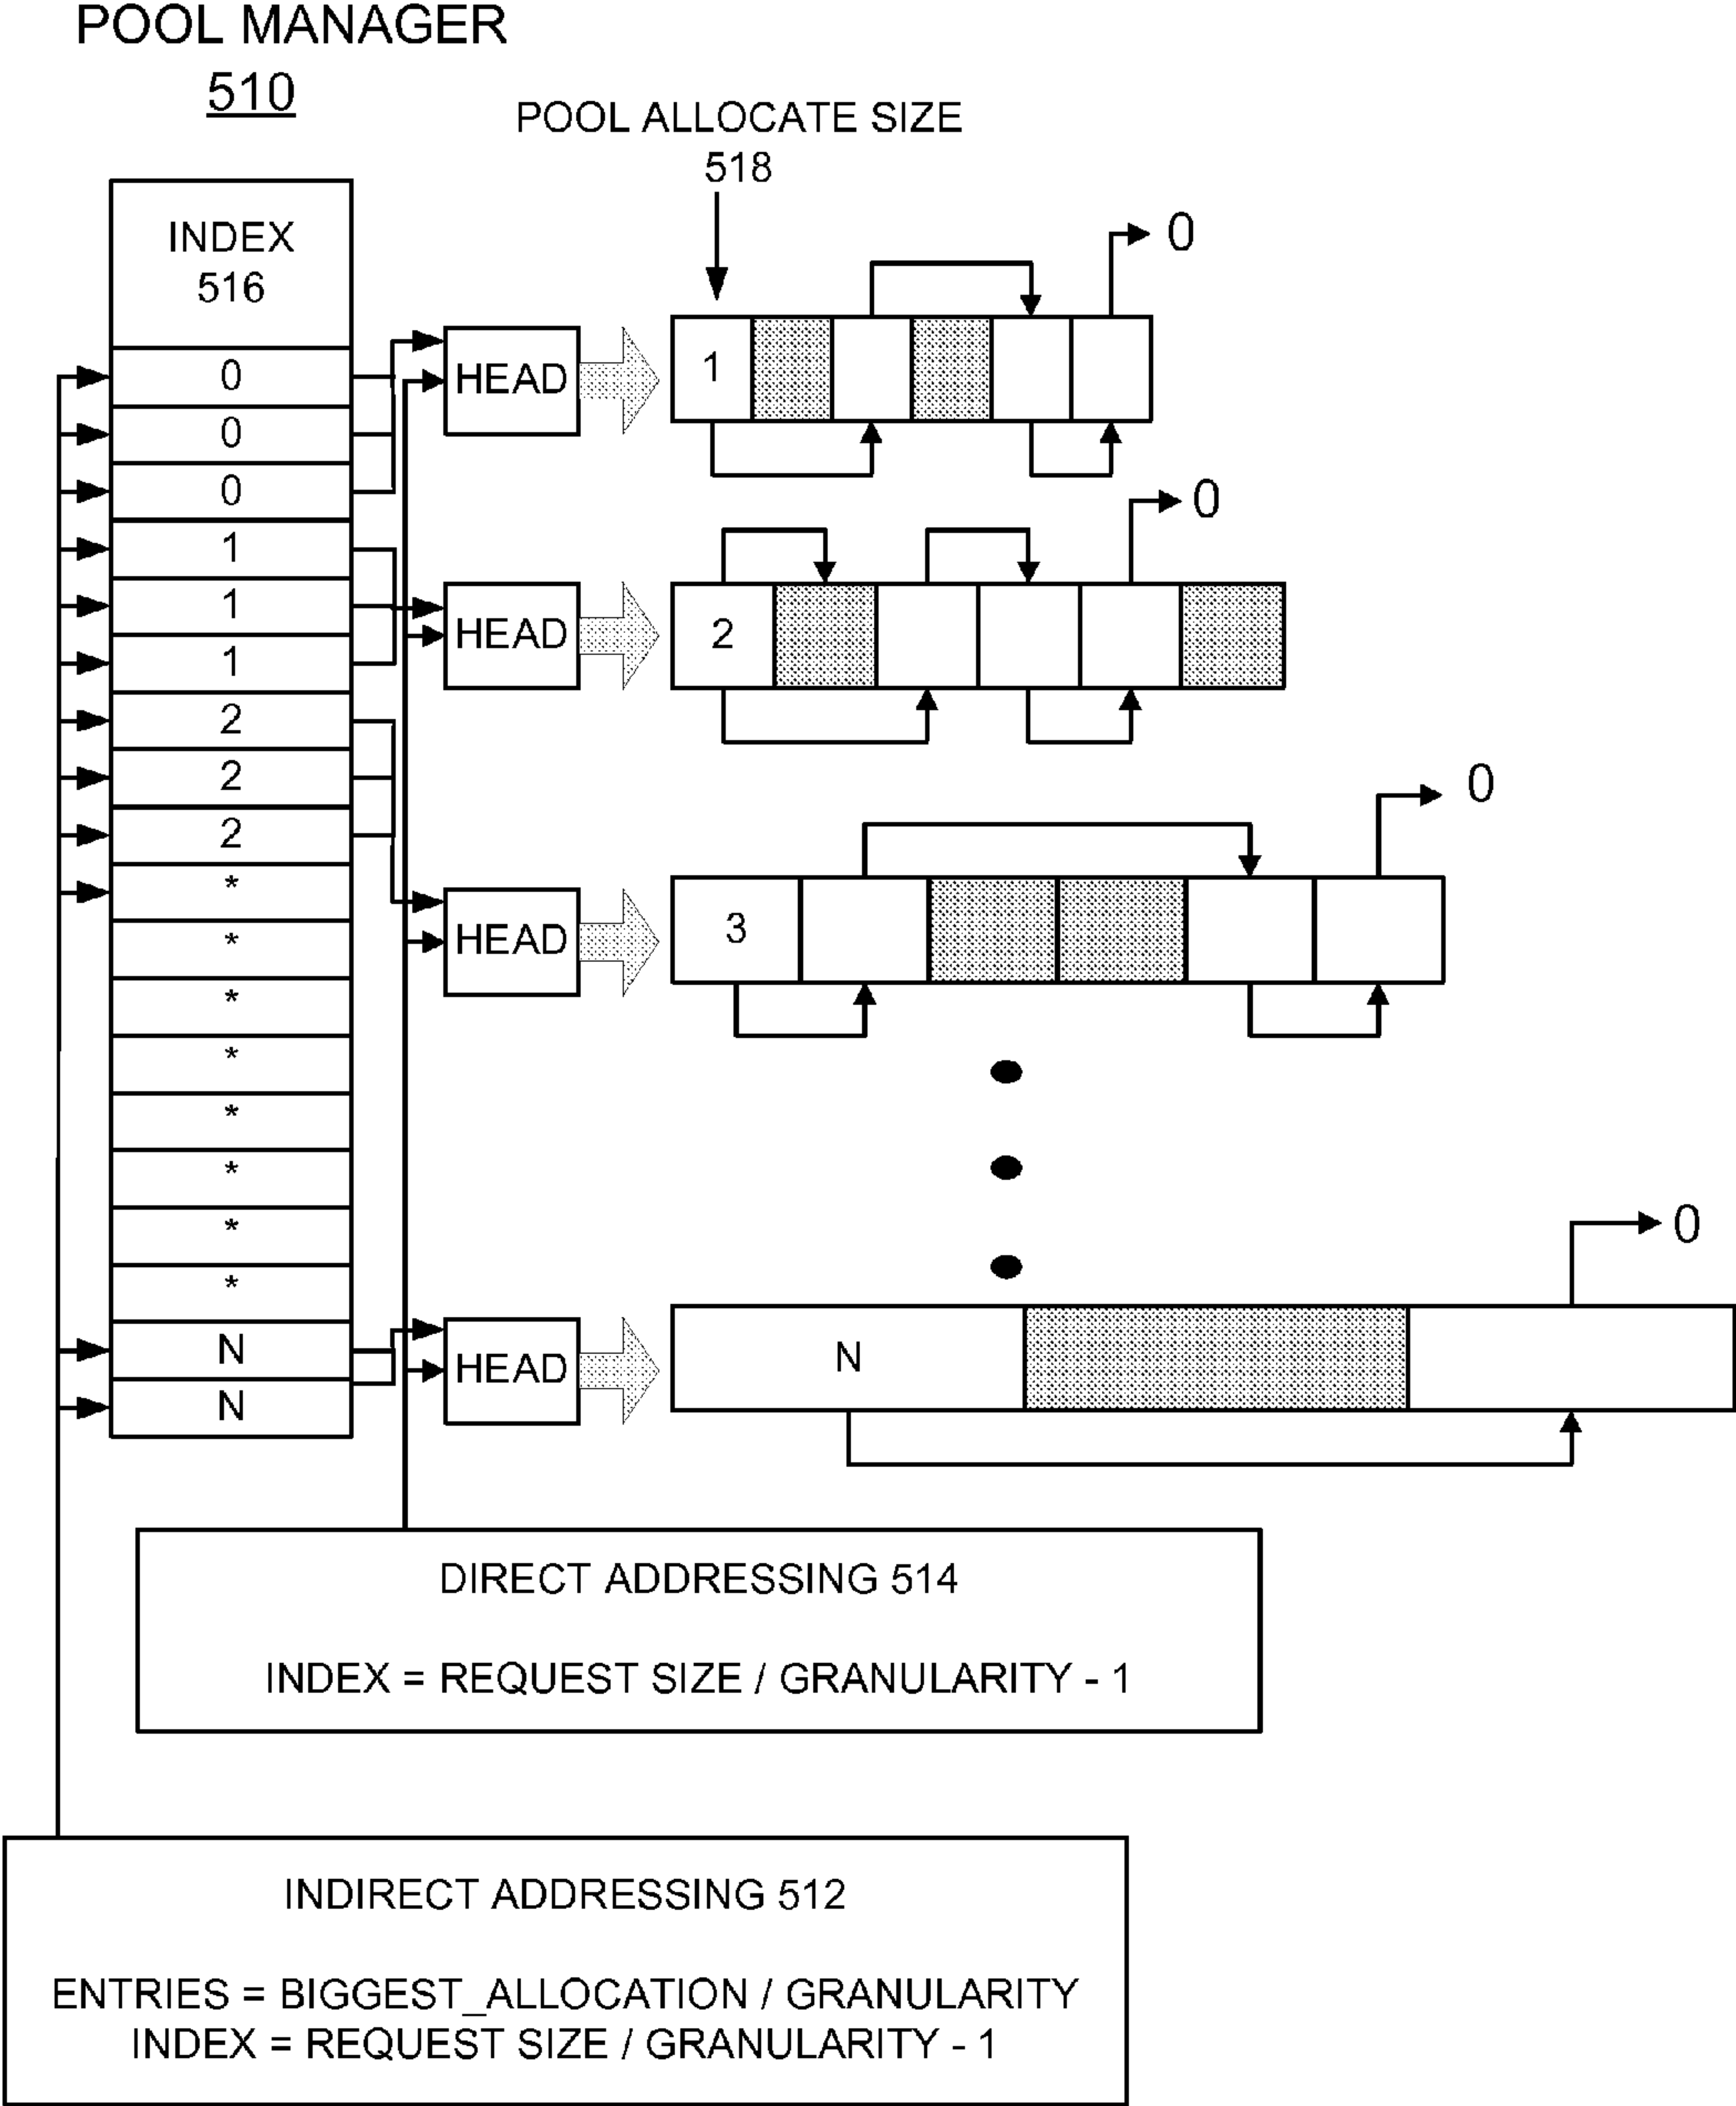 POOL MANAGER
510
POOL ALLOCATE SIZE
518
INDEX
516
0
0
0
1
1
1
2
2
2
*
*
*
*
*
*
*
*
N
N
HEAD
1
0
HEAD
2
0
HEAD
3
0
HEAD
N
0
DIRECT ADDRESSING 514
INDEX = REQUEST SIZE / GRANULARITY - 1
INDIRECT ADDRESSING 512
ENTRIES = BIGGEST_ALLOCATION / GRANULARITY
INDEX = REQUEST SIZE / GRANULARITY - 1